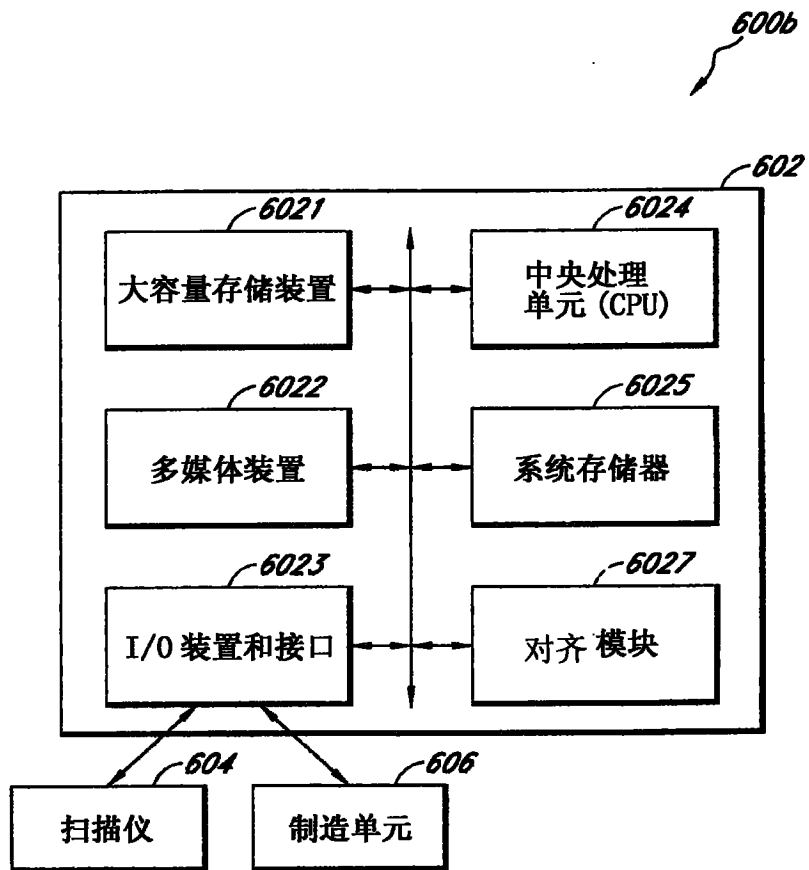 600b
602
6021
大容量存储装置
6024
中央处理
单元(CPU)
6022
多媒体装置
6025
系统存储器
6023
I/O 装置和接口
6027
对齐 模块
604
扫描仪
606
制造单元